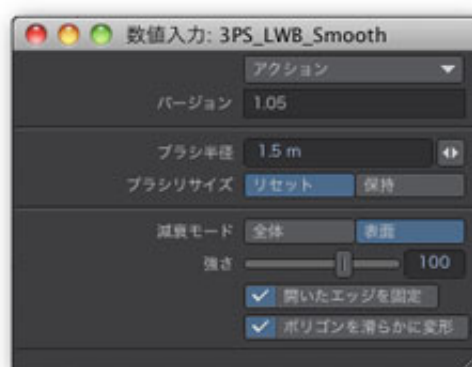 数値入力: 3PS_LWB_Smooth
アクション
バージョン 1.05
ブラシ半径 1.5 m
ブラシリサイズ リセット 保持
減衰モード 全体 表面
強さ 100
開いたエッジを固定
ポリゴンを滑らかに変形